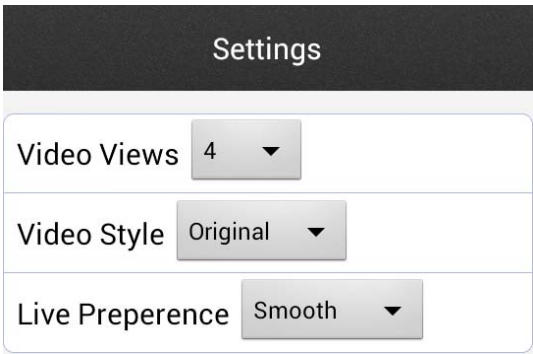 Settings
Video Views 4
Video Style Original
Live Preperence Smooth